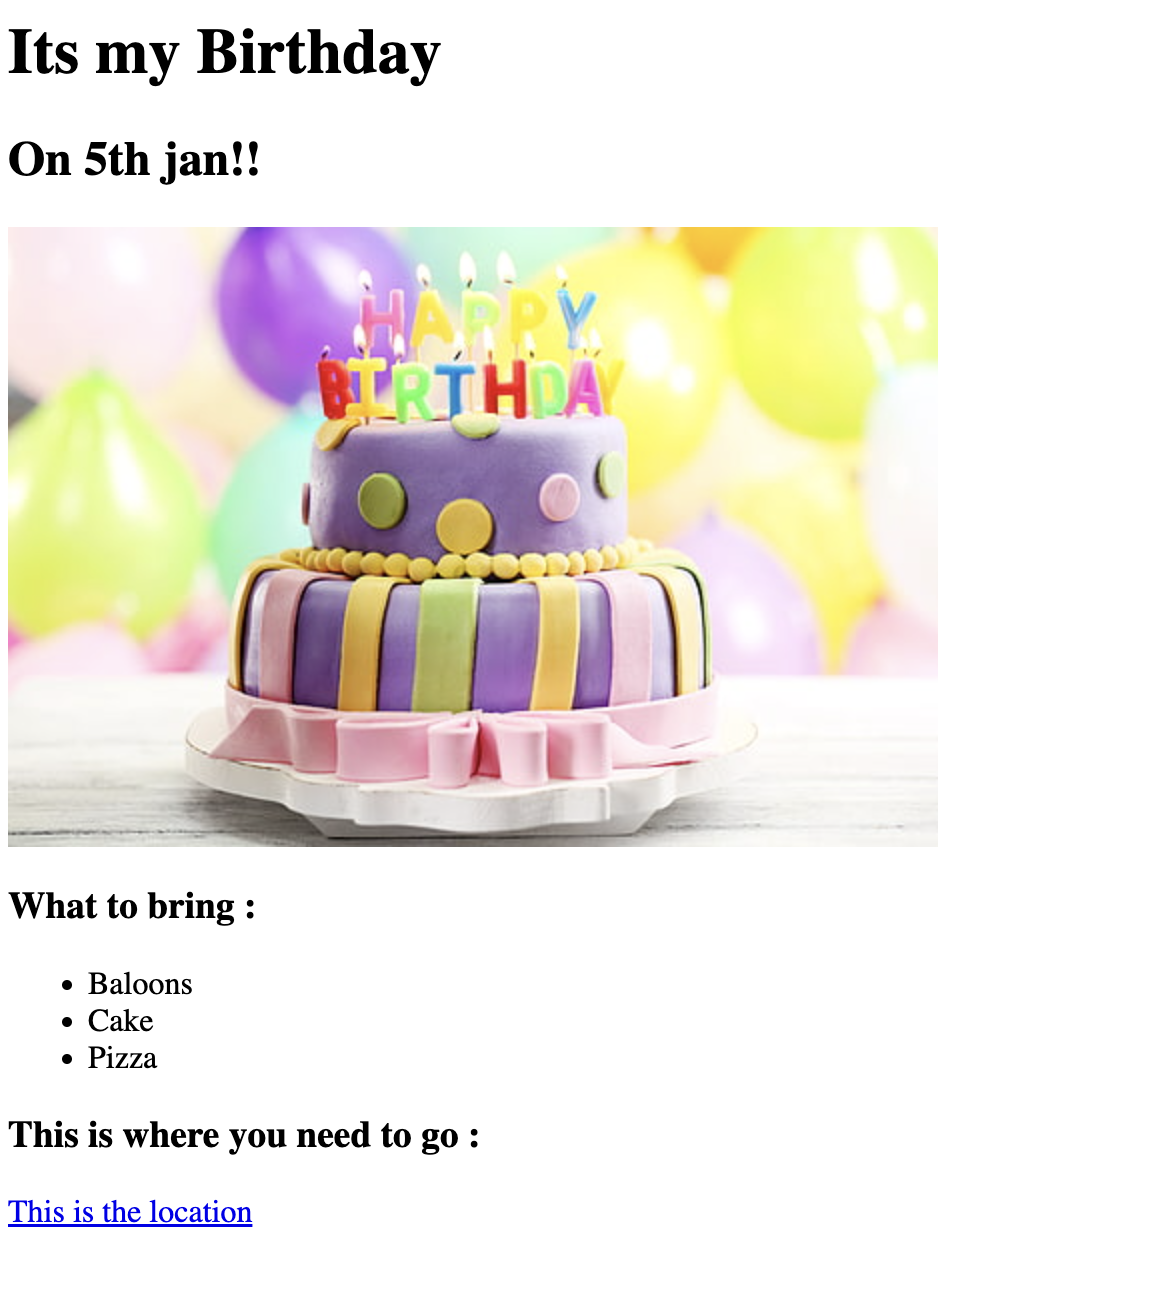 Its my Birthday
On 5th jan!!
HAPPY
BIRTHDAY
What to bring :
Baloons
Cake
Pizza
This is where you need to go :
This is the location